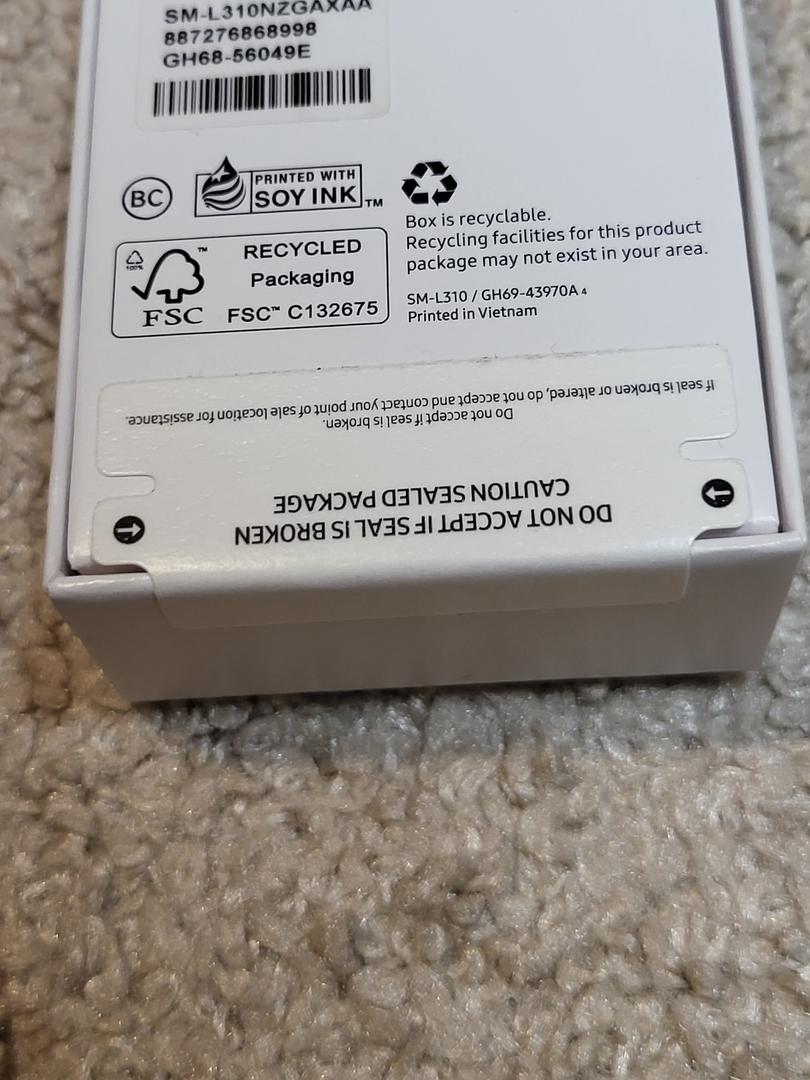 SM-L310NZGAXAA
887276868998
GH68-56049E
BC
PRINTED WITH
SOY INK™
Box is recyclable.
Recycling facilities for this product
package may not exist in your area.
100%
™
FSC
RECYCLED
Packaging
FSC™ C132675
SM-L310 / GH69-43970A 4
Printed in Vietnam
DO NOT ACCEPT IF SEAL IS BROKEN
CAUTION SEALED PACKAGE
Do not accept if seal is broken.
If seal is broken or altered, do not accept and contact your point of sale location for assistance.